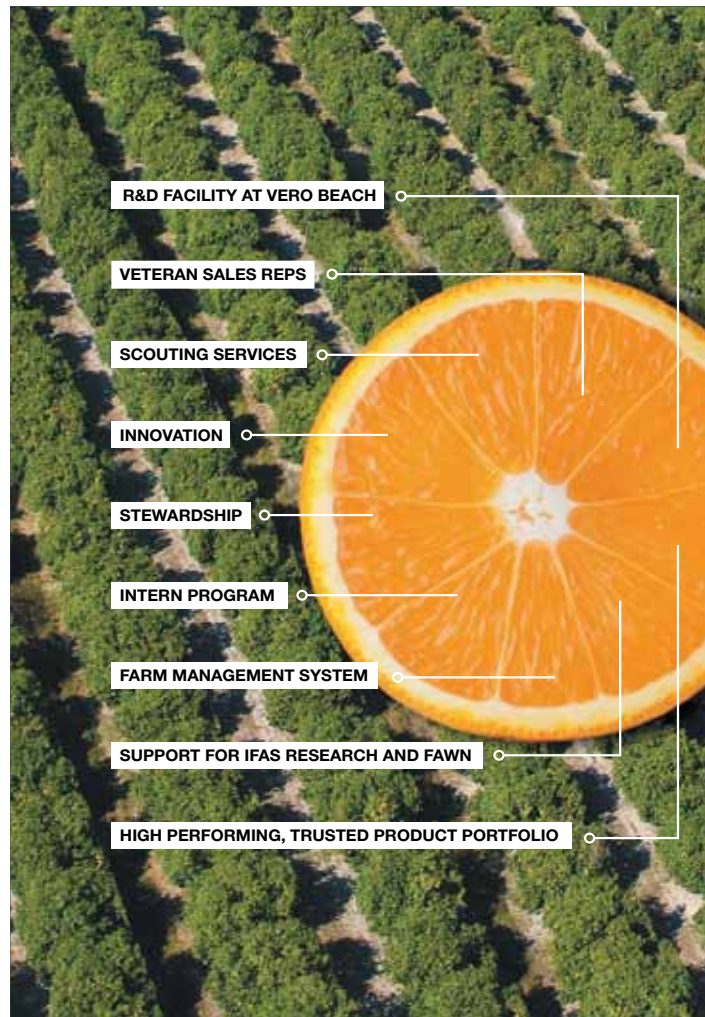 R&D FACILITY AT VERO BEACH
VETERAN SALES REPS
SCOUTING SERVICES
INNOVATION
STEWARDSHIP
INTERN PROGRAM
FARM MANAGEMENT SYSTEM
SUPPORT FOR IFAS RESEARCH AND FAWN
HIGH PERFORMING, TRUSTED PRODUCT PORTFOLIO